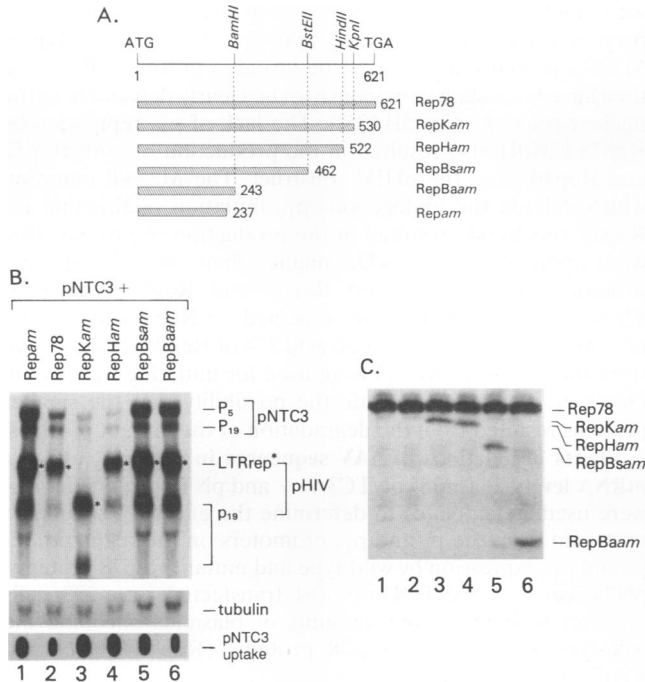 A.
BamHI
BstEII
HindII
KpnI
ATG
TGA
1
621
621 Rep78
530 RepKam
522 RepHam
462 RepBsam
243 RepBaam
237 Repam
B.
pNTC3 +
Repam
Rep78
RepKam
RepHam
RepBsam
RepBaam
P5
P19
pNTC3
LTRrep*
p19
pHIV
tubulin
pNTC3
uptake
1 2 3 4 5 6
C.
Rep78
RepKam
RepHam
RepBsam
RepBaam
1 2 3 4 5 6